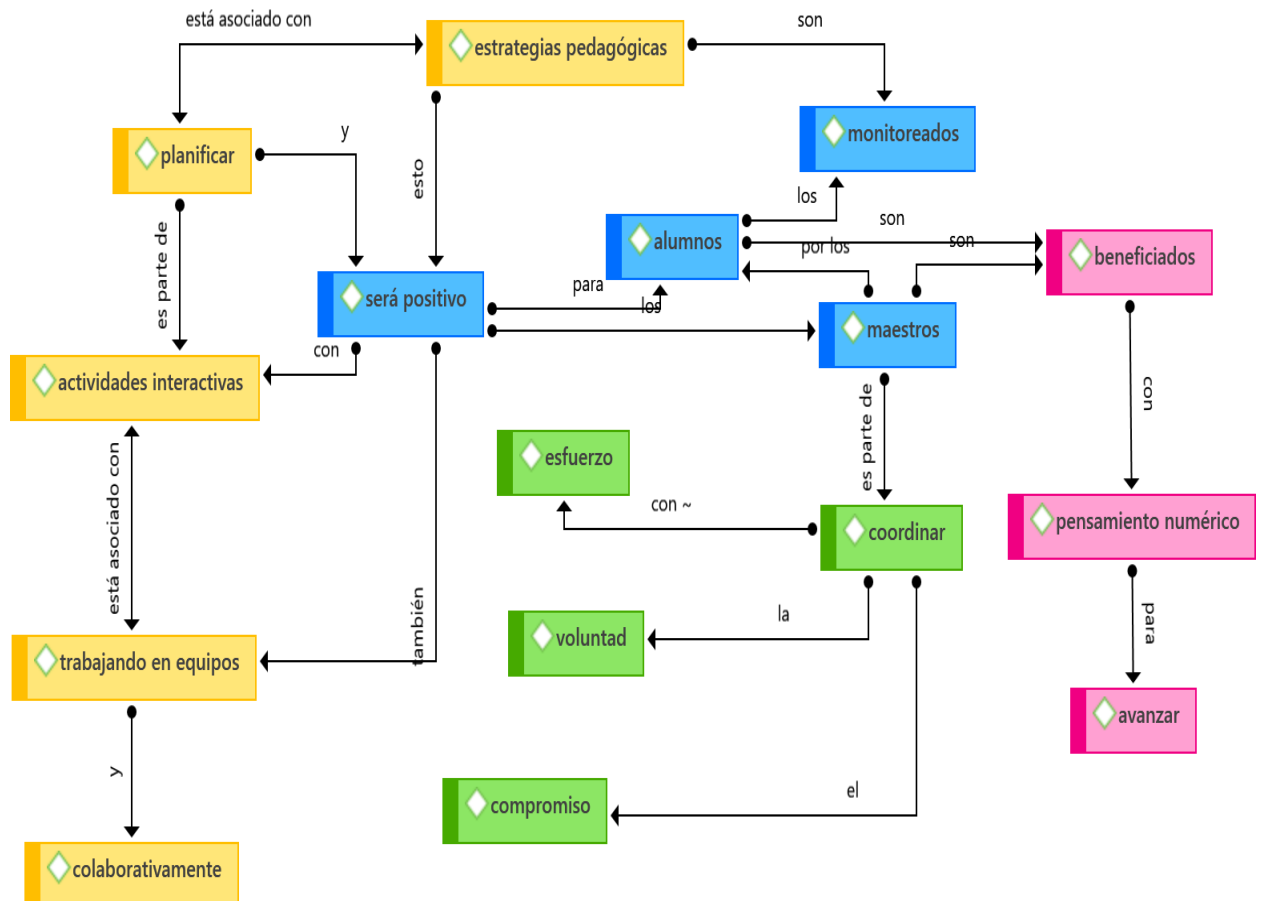 está asociado con
estrategias pedagógicas
son
monitoreados
y
planificar
esto
los
alumnos
son
por los
son
beneficiados
es parte de
será positivo
para
los
maestros
con
actividades interactivas
es parte de
con
esfuerzo
con ~
coordinar
pensamiento numérico
está asociado con
también
la
voluntad
para
trabajando en equipos
avanzar
y
el
compromiso
colaborativamente